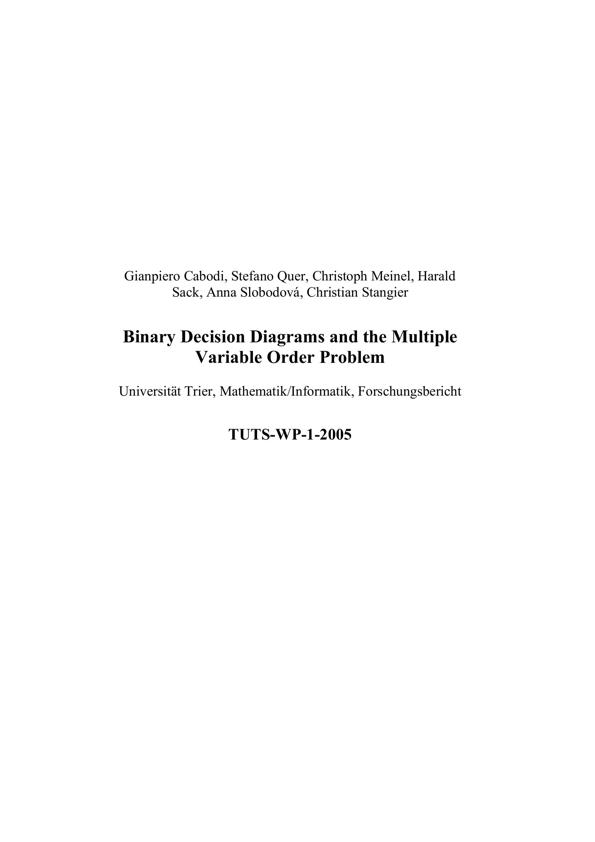 Gianpiero Cabodi, Stefano Quer, Christoph Meinel, Harald
Sack, Anna Slobodová, Christian Stangier
Binary Decision Diagrams and the Multiple
Variable Order Problem
Universität Trier, Mathematik/Informatik, Forschungsbericht
TUTS-WP-1-2005